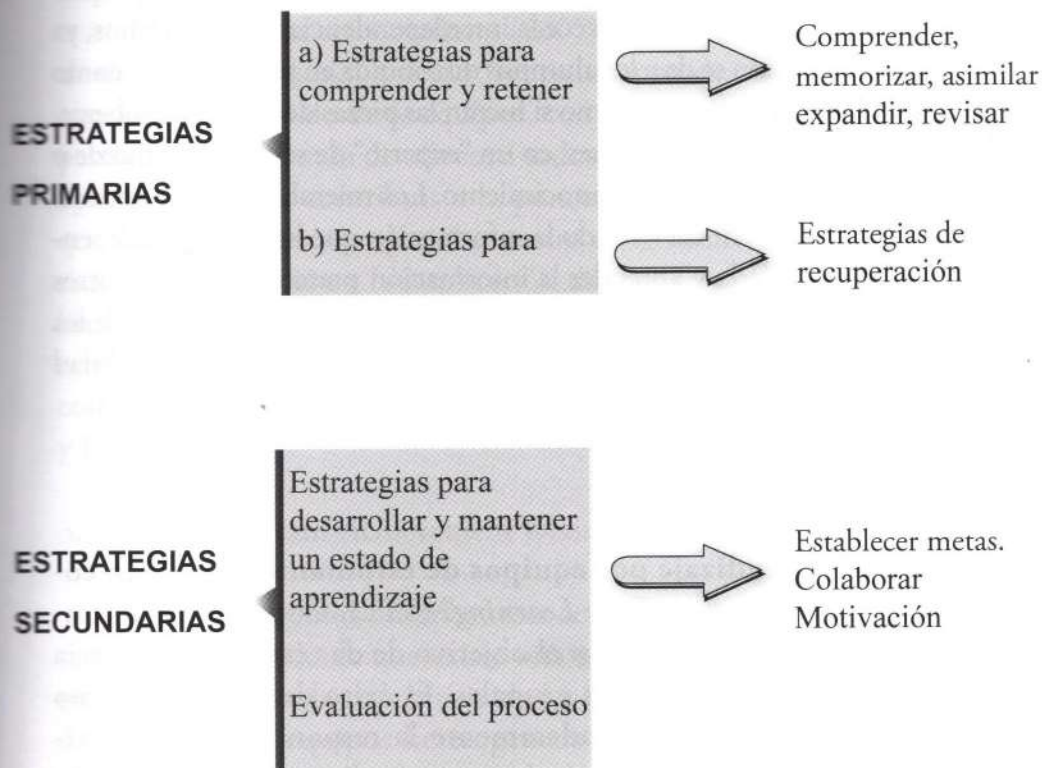 ESTRATEGIAS
PRIMARIAS
a) Estrategias para
comprender y retener
Comprender,
memorizar, asimilar
expandir, revisar
b) Estrategias para
Estrategias de
recuperación
ESTRATEGIAS
SECUNDARIAS
Estrategias para
desarrollar y mantener
un estado de
aprendizaje
Establecer metas.
Colaborar
Motivación
Evaluación del proceso